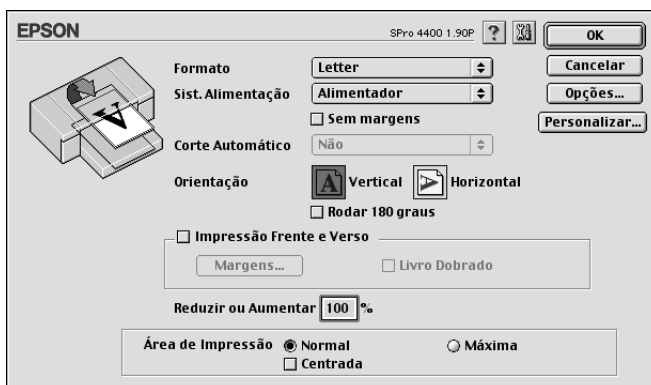 EPSON
SPro 4400 1.90P ?
OK
Formato Letter
Cancelar
Sist. Alimentação Alimentador
Opções...
Sem margens
Personalizar...
Corte Automático Não
Orientação A Vertical A Horizontal
Rodar 180 graus
Impressão Frente e Verso
Margens... Livro Dobrado
Reduzir ou Aumentar 100 %
Área de Impressão Normal Máxima
Centrada